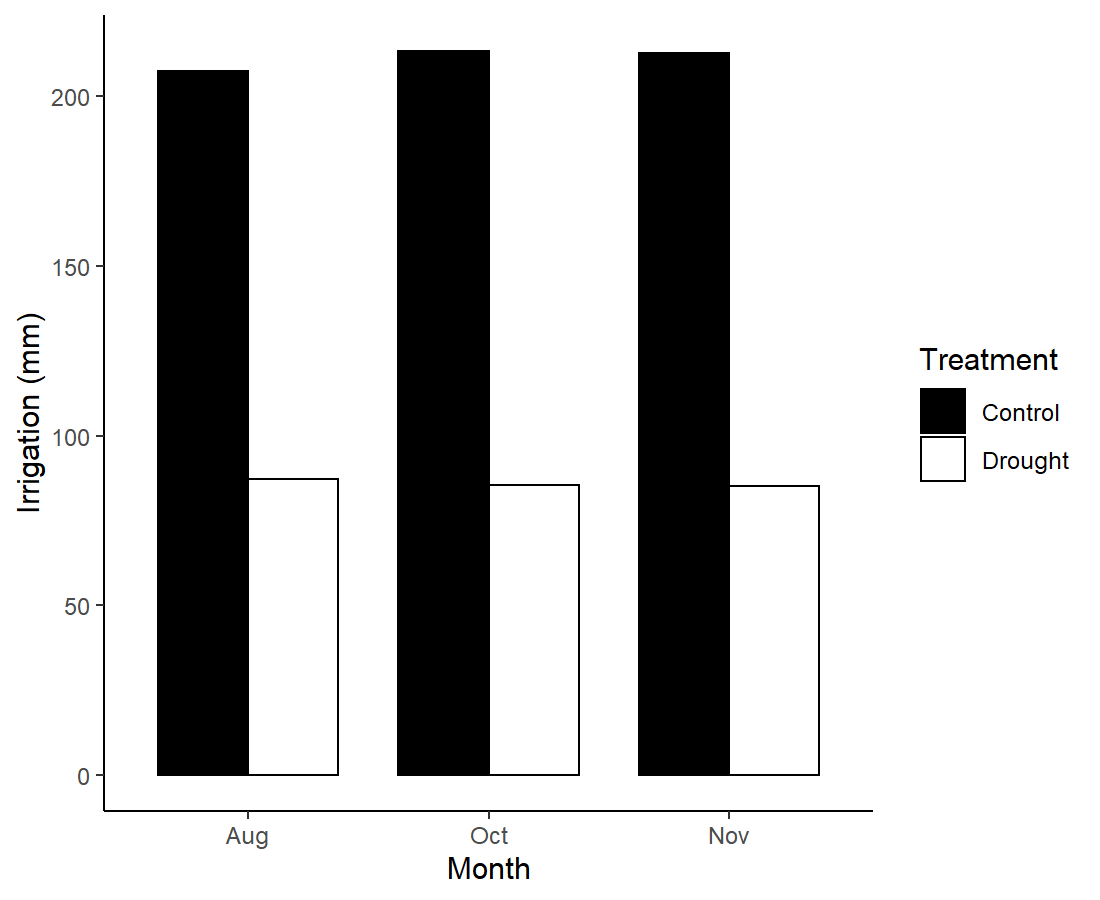 Irrigation (mm)
200
150
100
50
0
Aug Oct Nov
Month
Treatment
Control
Drought